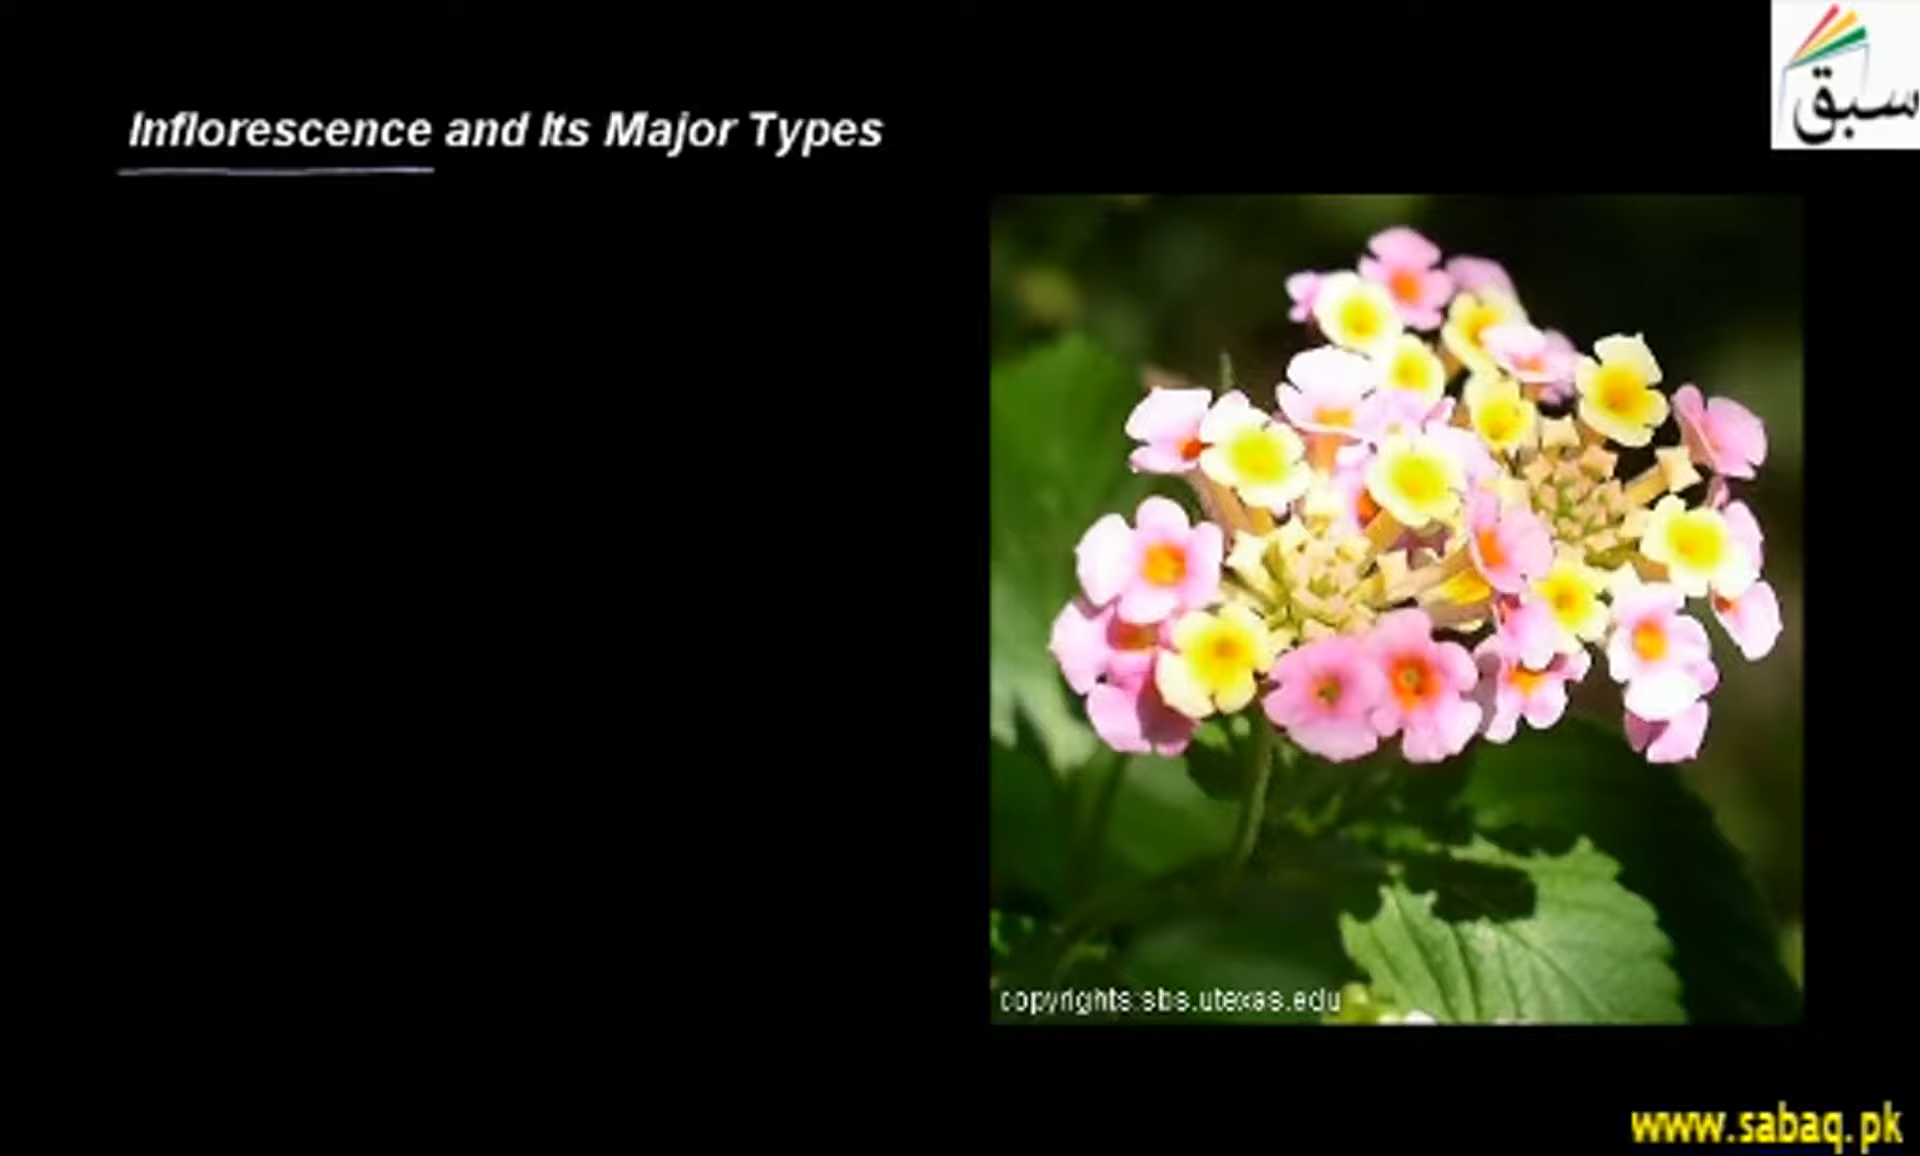 سبق
Inflorescence and Its Major Types
copyrights:sbs.utexas.edu
www.sabaq.pk